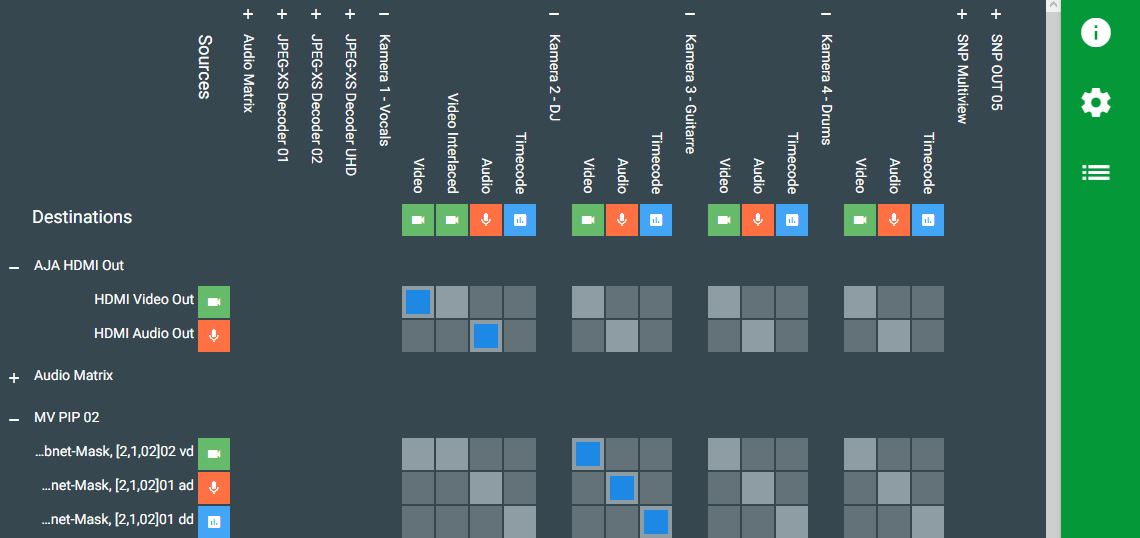 Sources
Audio Matrix
JPEG-XS Decoder 01
JPEG-XS Decoder 02
JPEG-XS Decoder UHD
Kamera 1 - Vocals
Video
Video Interlaced
Audio
Timecode
Kamera 2 - DJ
Video
Audio
Timecode
Kamera 3 - Guitarre
Video
Audio
Timecode
Kamera 4 - Drums
Video
Audio
Timecode
SNP Multiview
SNP OUT 05
Destinations
AJA HDMI Out
HDMI Video Out
HDMI Audio Out
Audio Matrix
MV PIP 02
...bnet-Mask, [2,1,02]02 vd
...net-Mask, [2,1,02]01 ad
...net-Mask, [2,1,02]01 dd